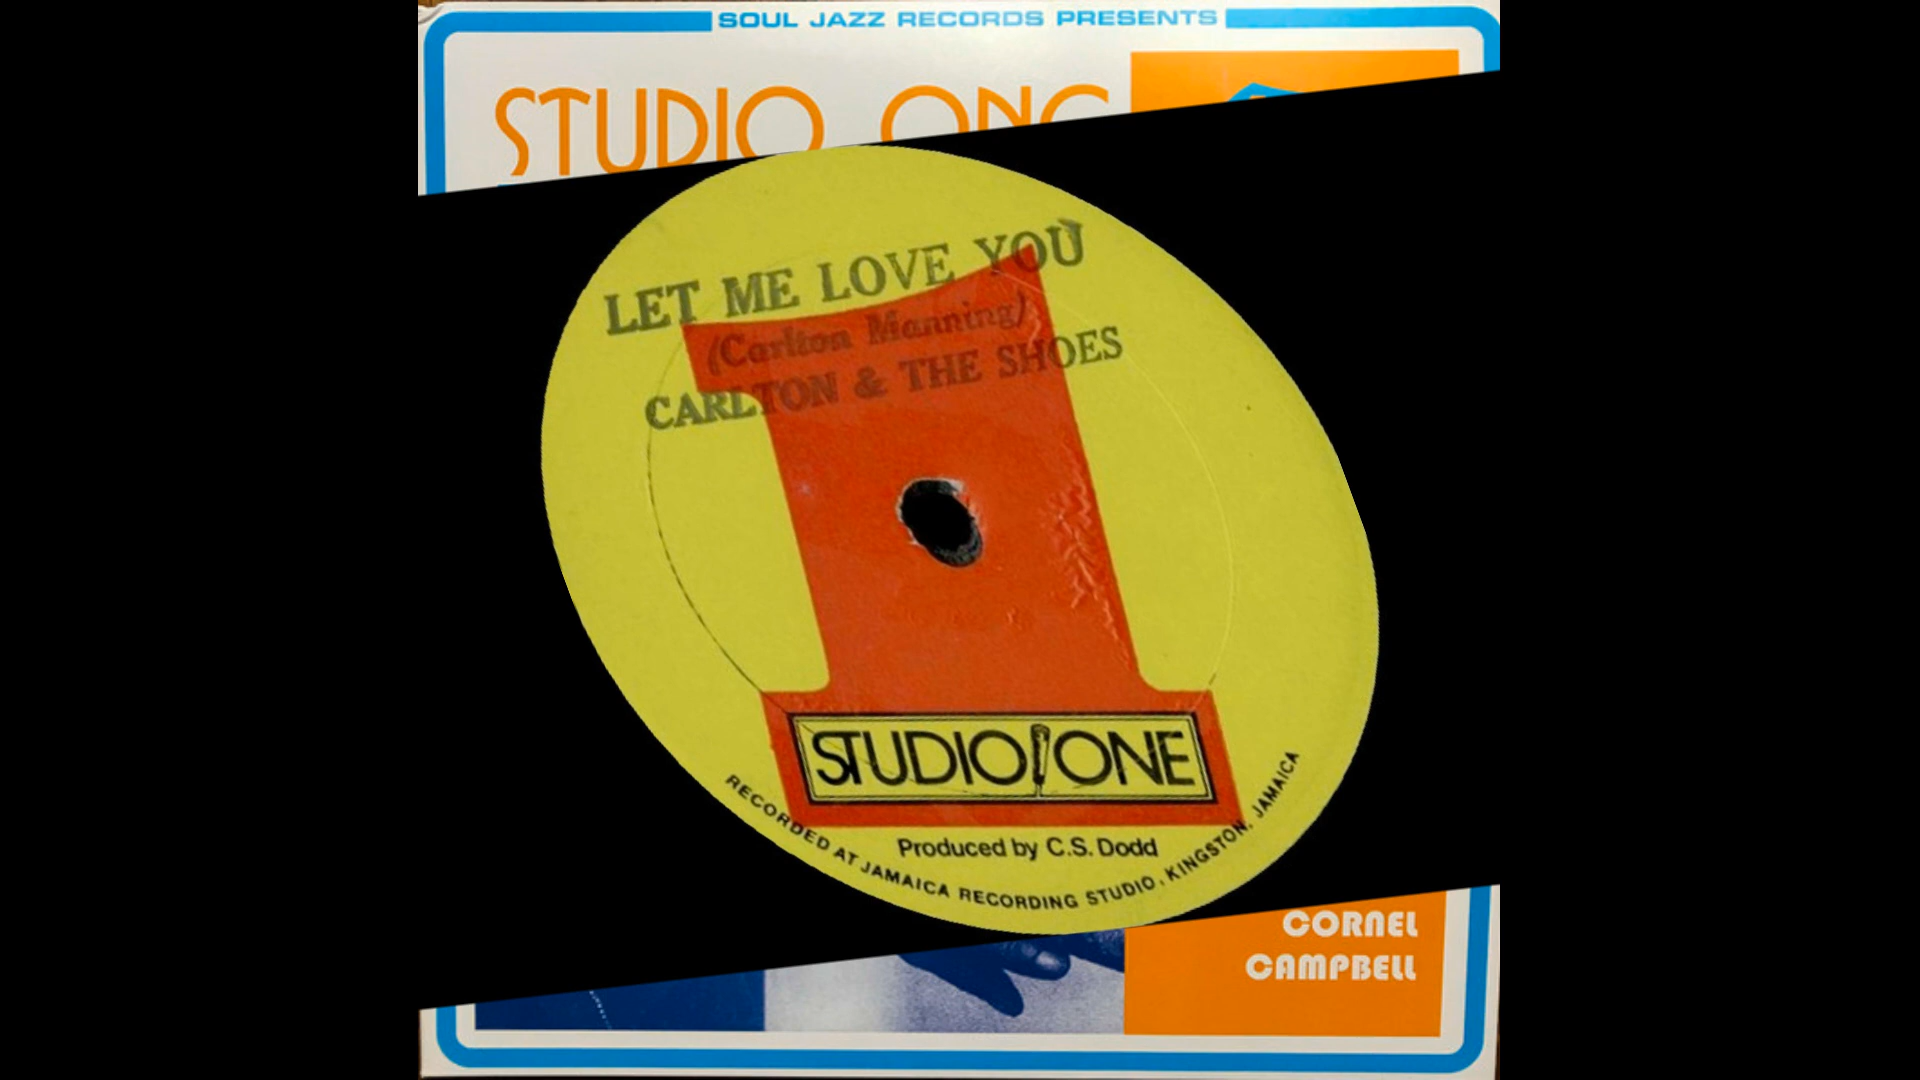 SOUL JAZZ RECORDS PRESENTS
STUDIO ONE
LET ME LOVE YOU
(Carlton Manning)
CARLTON & THE SHOES
STUDIO ONE
Produced by C.S. Dodd
RECORDED AT JAMAICA RECORDING STUDIO, KINGSTON, JAMAICA
CORNEL
CAMPBELL